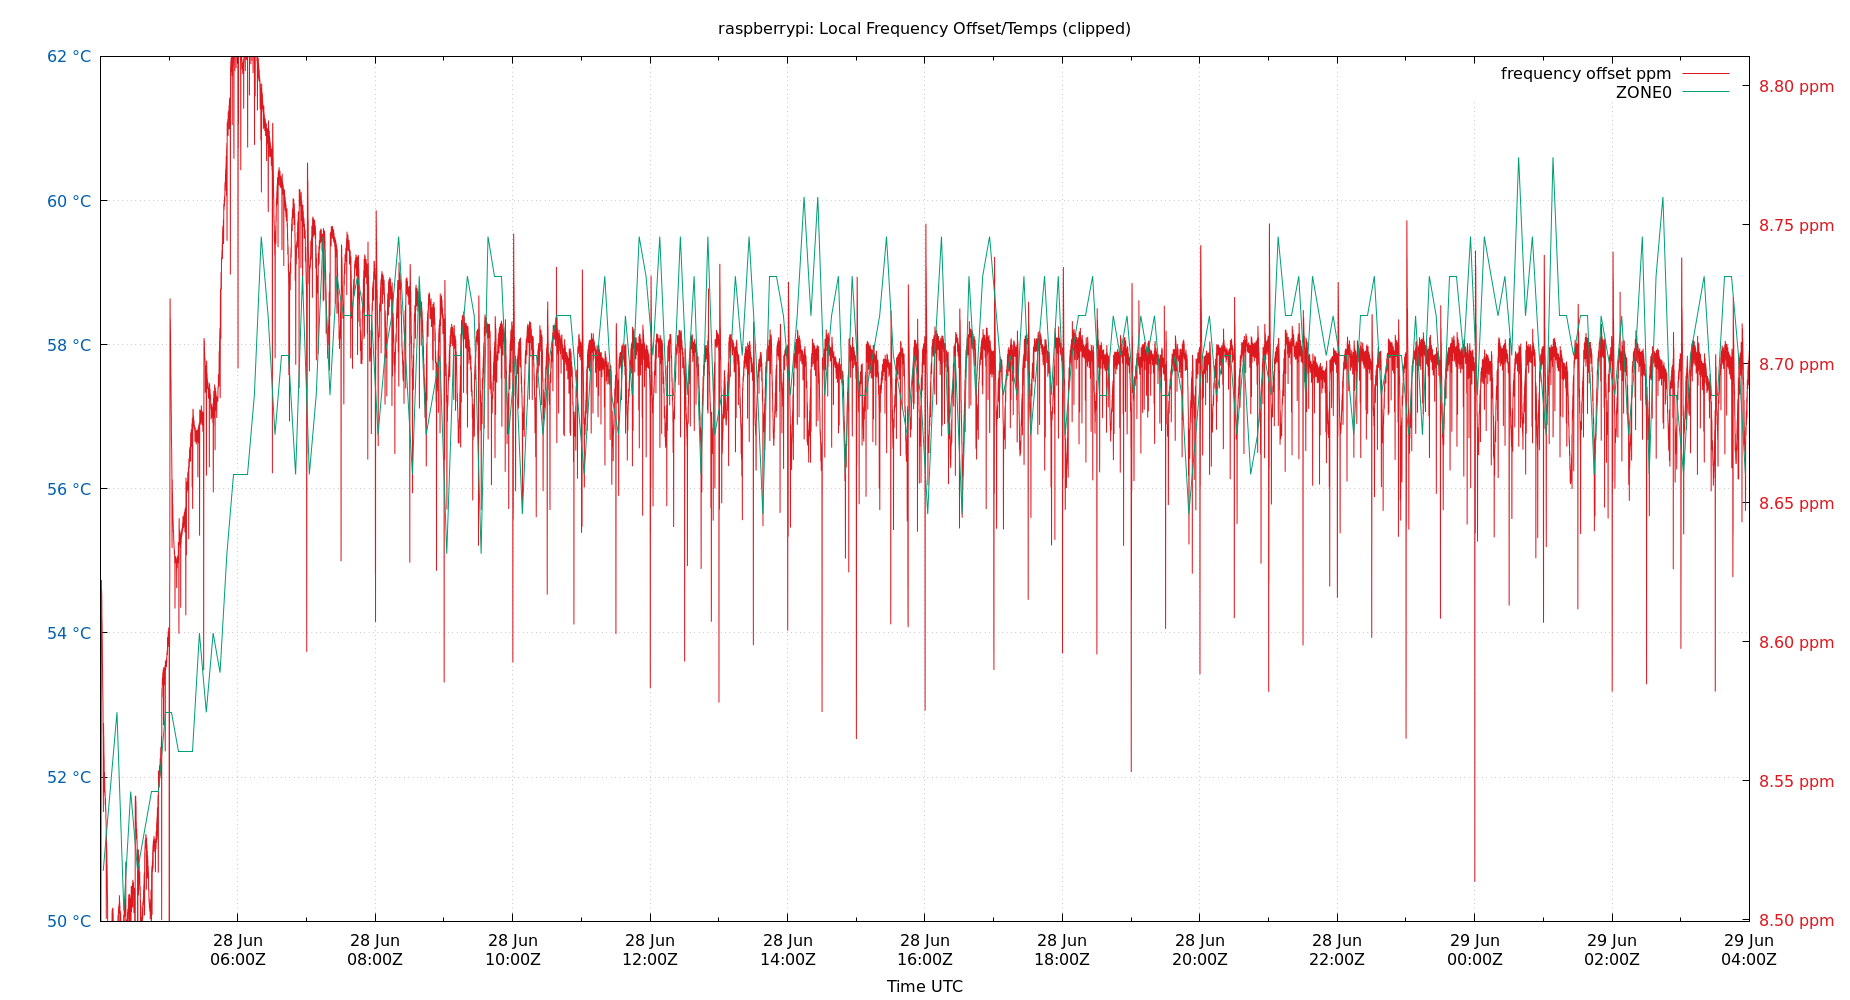 raspberrypi: Local Frequency Offset/Temps (clipped)
62 °C
60 °C
58 °C
56 °C
54 °C
52 °C
50 °C
frequency offset ppm
ZONE0
8.80 ppm
8.75 ppm
8.70 ppm
8.65 ppm
8.60 ppm
8.55 ppm
8.50 ppm
28 Jun
06:00Z
28 Jun
08:00Z
28 Jun
10:00Z
28 Jun
12:00Z
28 Jun
14:00Z
28 Jun
16:00Z
28 Jun
18:00Z
28 Jun
20:00Z
28 Jun
22:00Z
29 Jun
00:00Z
29 Jun
02:00Z
29 Jun
04:00Z
Time UTC